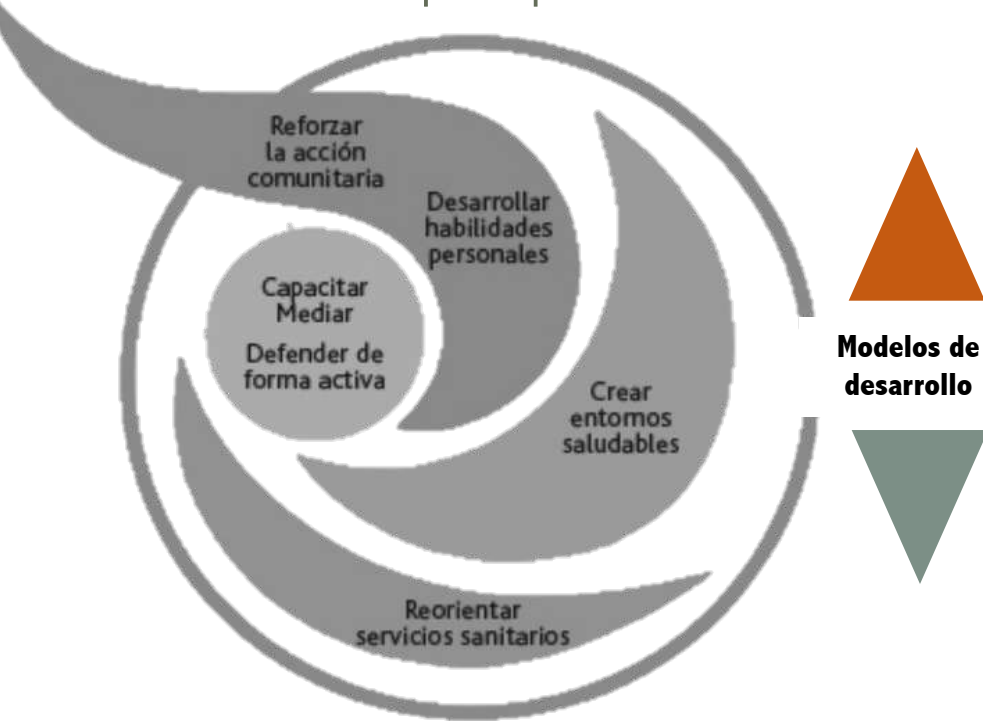 Reforzar
la acción
comunitaria
Desarrollar
habilidades
personales
Capacitar
Mediar
Defender de
forma activa
Crear
entornos
saludables
Reorientar
servicios sanitarios
Modelos de
desarrollo